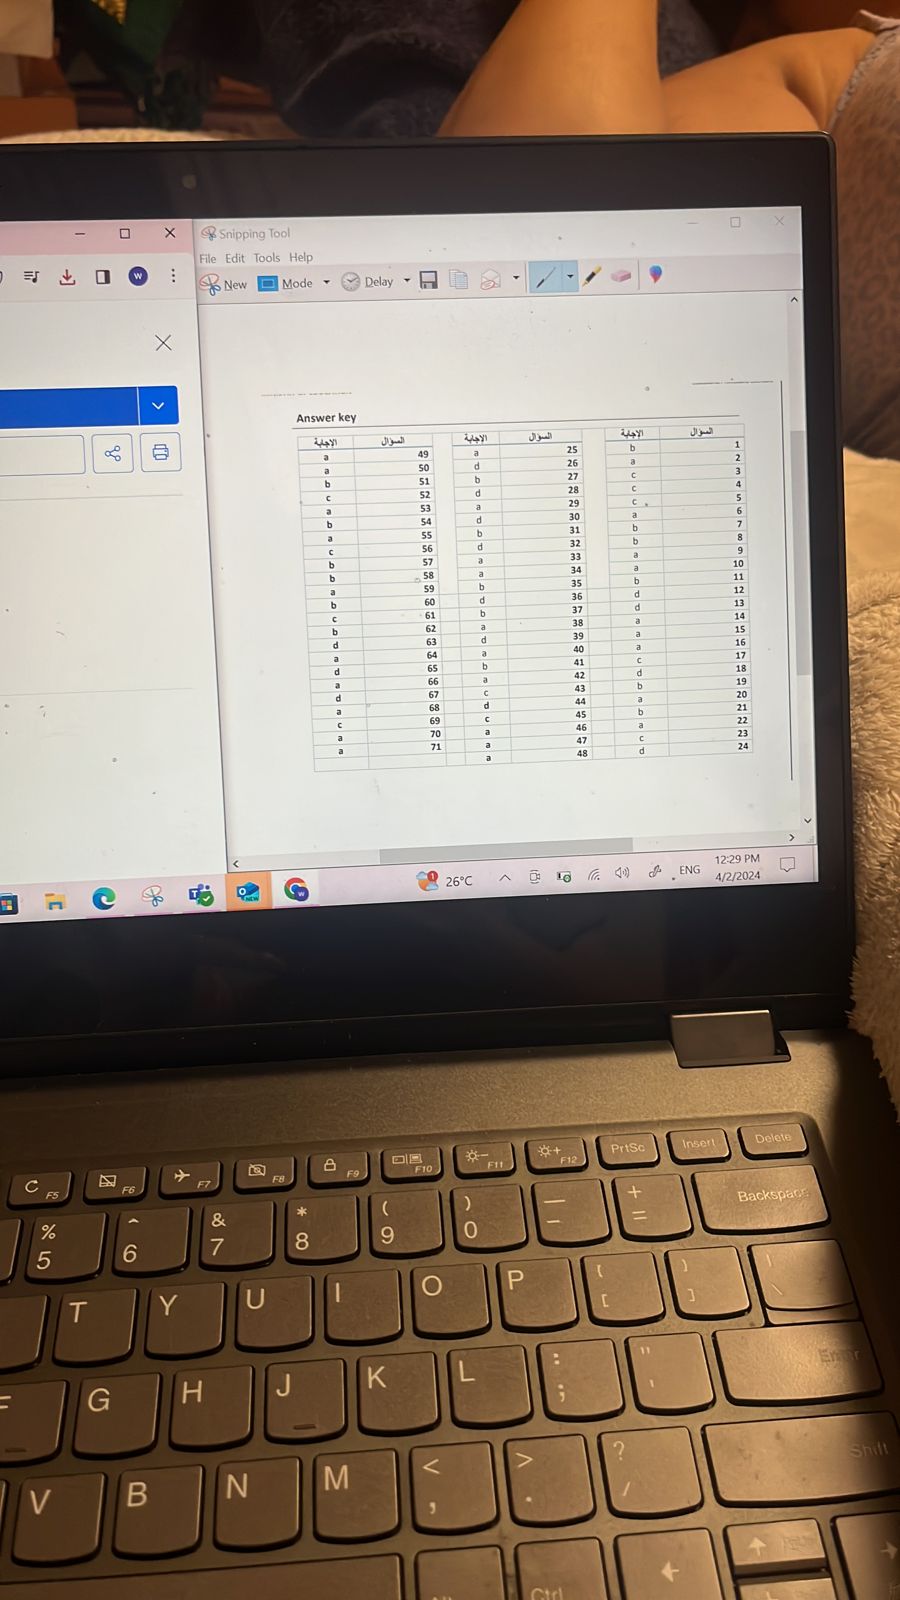 Snipping Tool
File Edit Tools Help
New Mode Delay
W
Answer key
السؤال الإجابة السؤال الإجابة السؤال الإجابة
1 b 25 a 49 a
2 a 26 d 50 a
3 c 27 b 51 b
4 c 28 d 52 c
5 c 29 a 53 a
6 a 30 d 54 b
7 b 31 b 55 a
8 b 32 d 56 c
9 a 33 a 57 b
10 a 34 a 58 b
11 b 35 b 59 a
12 d 36 d 60 b
13 d 37 b 61 c
14 a 38 a 62 b
15 a 39 d 63 d
16 a 40 a 64 a
17 c 41 b 65 d
18 d 42 a 66 a
19 b 43 c 67 d
20 a 44 d 68 a
21 b 45 c 69 c
22 a 46 a 70 a
23 c 47 a 71 a
24 d 48 a
26°C ENG 12:29 PM
4/2/2024
F5 F6 F7 F8 F9 F10 F11 F12 PrtSc Insert Delete
% 5 ^ 6 & 7 * 8 ( 9 ) 0 — - + = Backspace
T Y U I O P { [ } ] | \
G H J K L : ; " ' Enter
V B N M < , > . ? / Shift
Ctrl